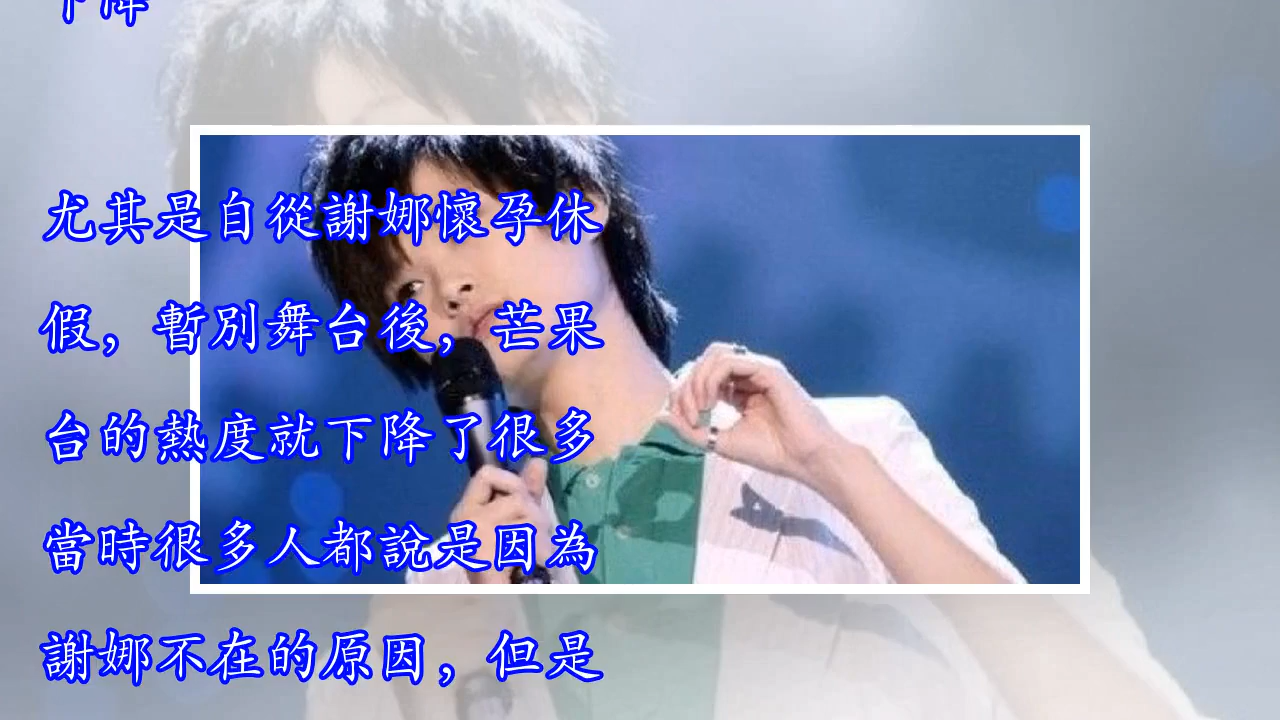 下降
尤其是自從謝娜懷孕休
假，暫別舞台後，芒果
台的熱度就下降了很多
當時很多人都說是因為
謝娜不在的原因，但是